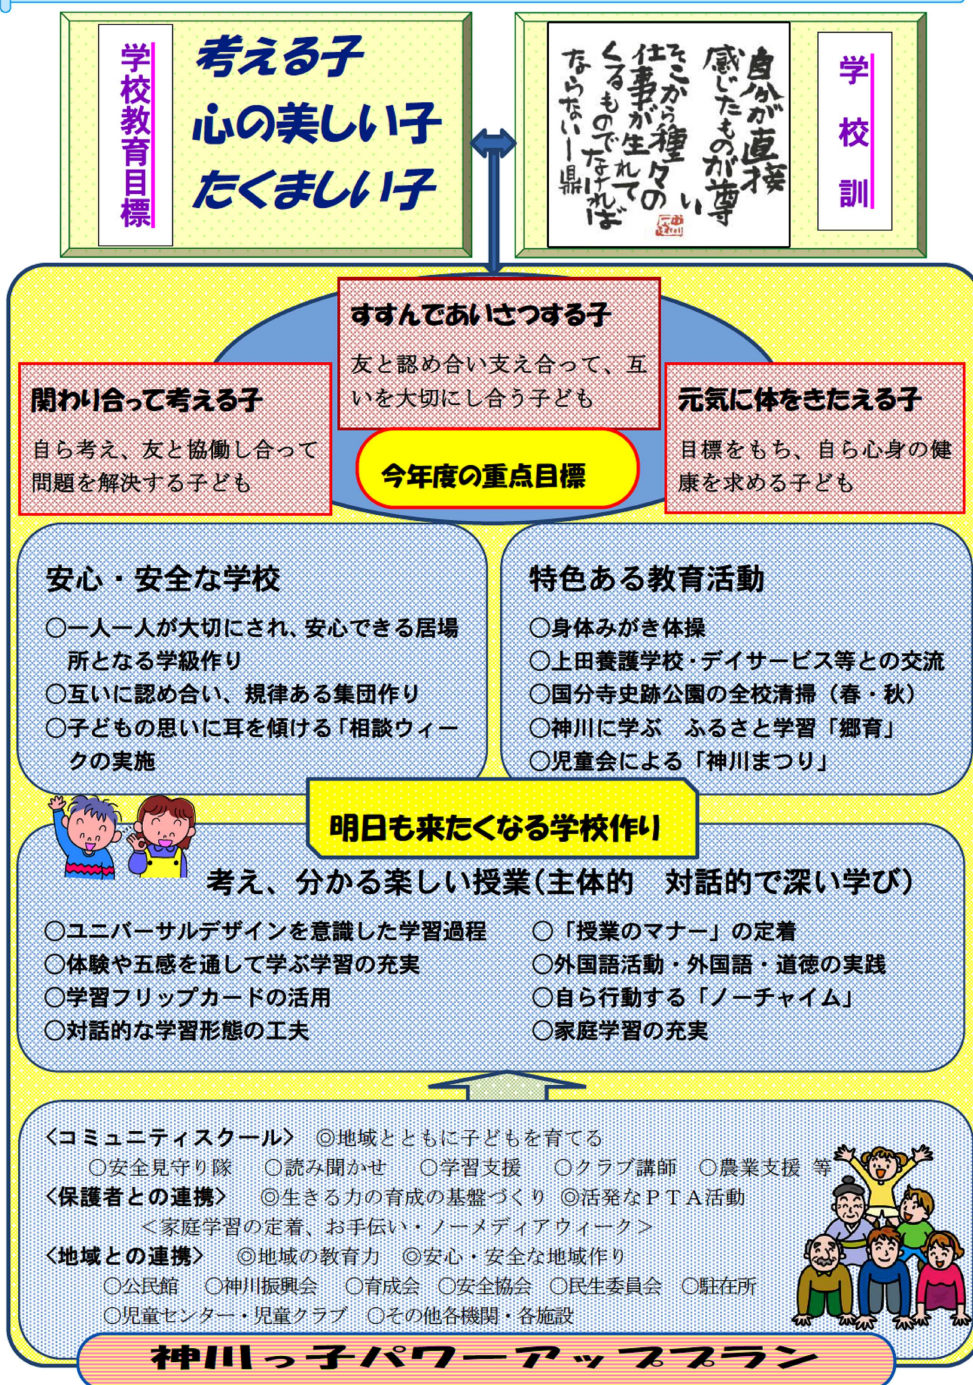 学校教育目標
考える子
心の美しい子
たくましい子
学校訓
自分が直接
感じたものが尊い
そこから種々の
仕事が生れて
くるものでなければ
ならない―鼎
すすんであいさつする子
友と認め合い支え合って、互
いを大切にし合う子ども
関わり合って考える子
自ら考え、友と協働し合って
問題を解決する子ども
元気に体をきたえる子
目標をもち、自ら心身の健
康を求める子ども
今年度の重点目標
安心・安全な学校
○一人一人が大切にされ、安心できる居場
所となる学級作り
○互いに認め合い、規律ある集団作り
○子どもの思いに耳を傾ける「相談ウィー
クの実施
特色ある教育活動
○身体みがき体操
○上田養護学校・デイサービス等との交流
○国分寺史跡公園の全校清掃（春・秋）
○神川に学ぶ　ふるさと学習「郷育」
○児童会による「神川まつり」
明日も来たくなる学校作り
考え、分かる楽しい授業（主体的　対話的で深い学び）
○ユニバーサルデザインを意識した学習過程
○体験や五感を通して学ぶ学習の充実
○学習フリップカードの活用
○対話的な学習形態の工夫
○「授業のマナー」の定着
○外国語活動・外国語・道徳の実践
○自ら行動する「ノーチャイム」
○家庭学習の充実
〈コミュニティスクール〉　◎地域とともに子どもを育てる
○安全見守り隊　○読み聞かせ　○学習支援　○クラブ講師　○農業支援 等
〈保護者との連携〉　◎生きる力の育成の基盤づくり ◎活発なＰＴＡ活動
＜家庭学習の定着、お手伝い・ノーメディアウィーク＞
〈地域との連携〉　◎地域の教育力　◎安心・安全な地域作り
○公民館　○神川振興会　○育成会　○安全協会　○民生委員会　○駐在所
○児童センター・児童クラブ　○その他各機関・各施設
神川っ子パワーアッププラン